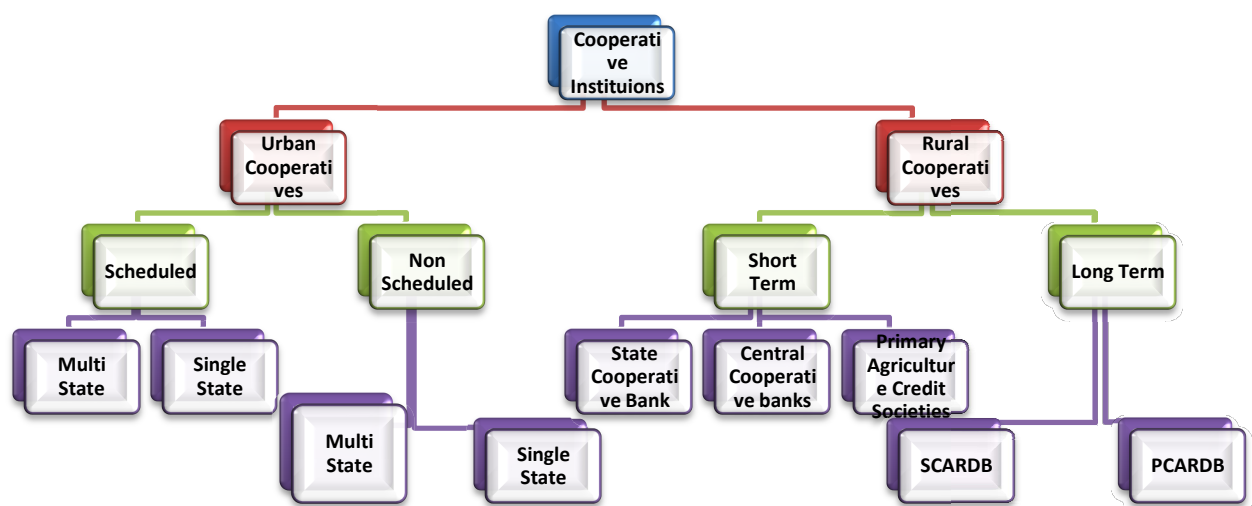 Cooperati
ve
Instituions
Urban
Cooperati
ves
Rural
Cooperati
ves
Scheduled
Non
Scheduled
Short
Term
Long Term
Multi
State
Single
State
State
Cooperati
ve Bank
Central
Cooperati
ve banks
Primary
Agricultur
e Credit
Societies
Multi
State
Single
State
SCARDB
PCARDB